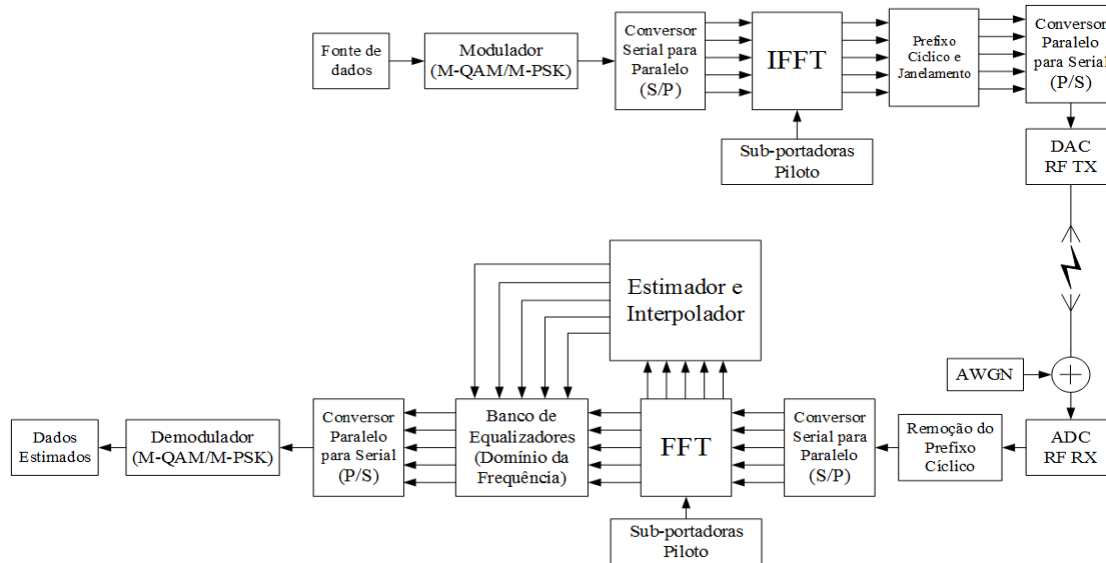 Fonte de
dados
Modulador
(M-QAM/M-PSK)
Conversor
Serial para
Paralelo
(S/P)
IFFT
Prefixo
Cíclico e
Janelamento
Conversor
Paralelo
para Serial
(P/S)
Sub-portadoras
Piloto
DAC
RF TX
Estimador e
Interpolador
AWGN
Dados
Estimados
Demodulador
(M-QAM/M-PSK)
Conversor
Paralelo
para Serial
(P/S)
Banco de
Equalizadores
(Domínio da
Frequência)
FFT
Conversor
Serial para
Paralelo
(S/P)
Remoção do
Prefixo
Cíclico
ADC
RF RX
Sub-portadoras
Piloto